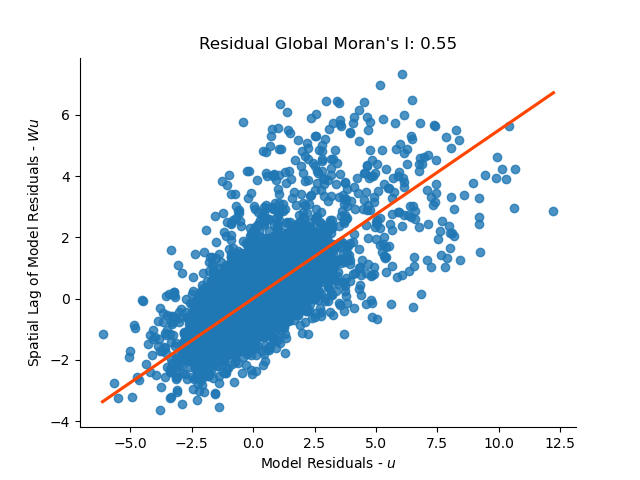 Residual Global Moran's I: 0.55
Spatial Lag of Model Residuals - Wu
6
4
2
0
−2
−4
−5.0 −2.5 0.0 2.5 5.0 7.5 10.0 12.5
Model Residuals - u